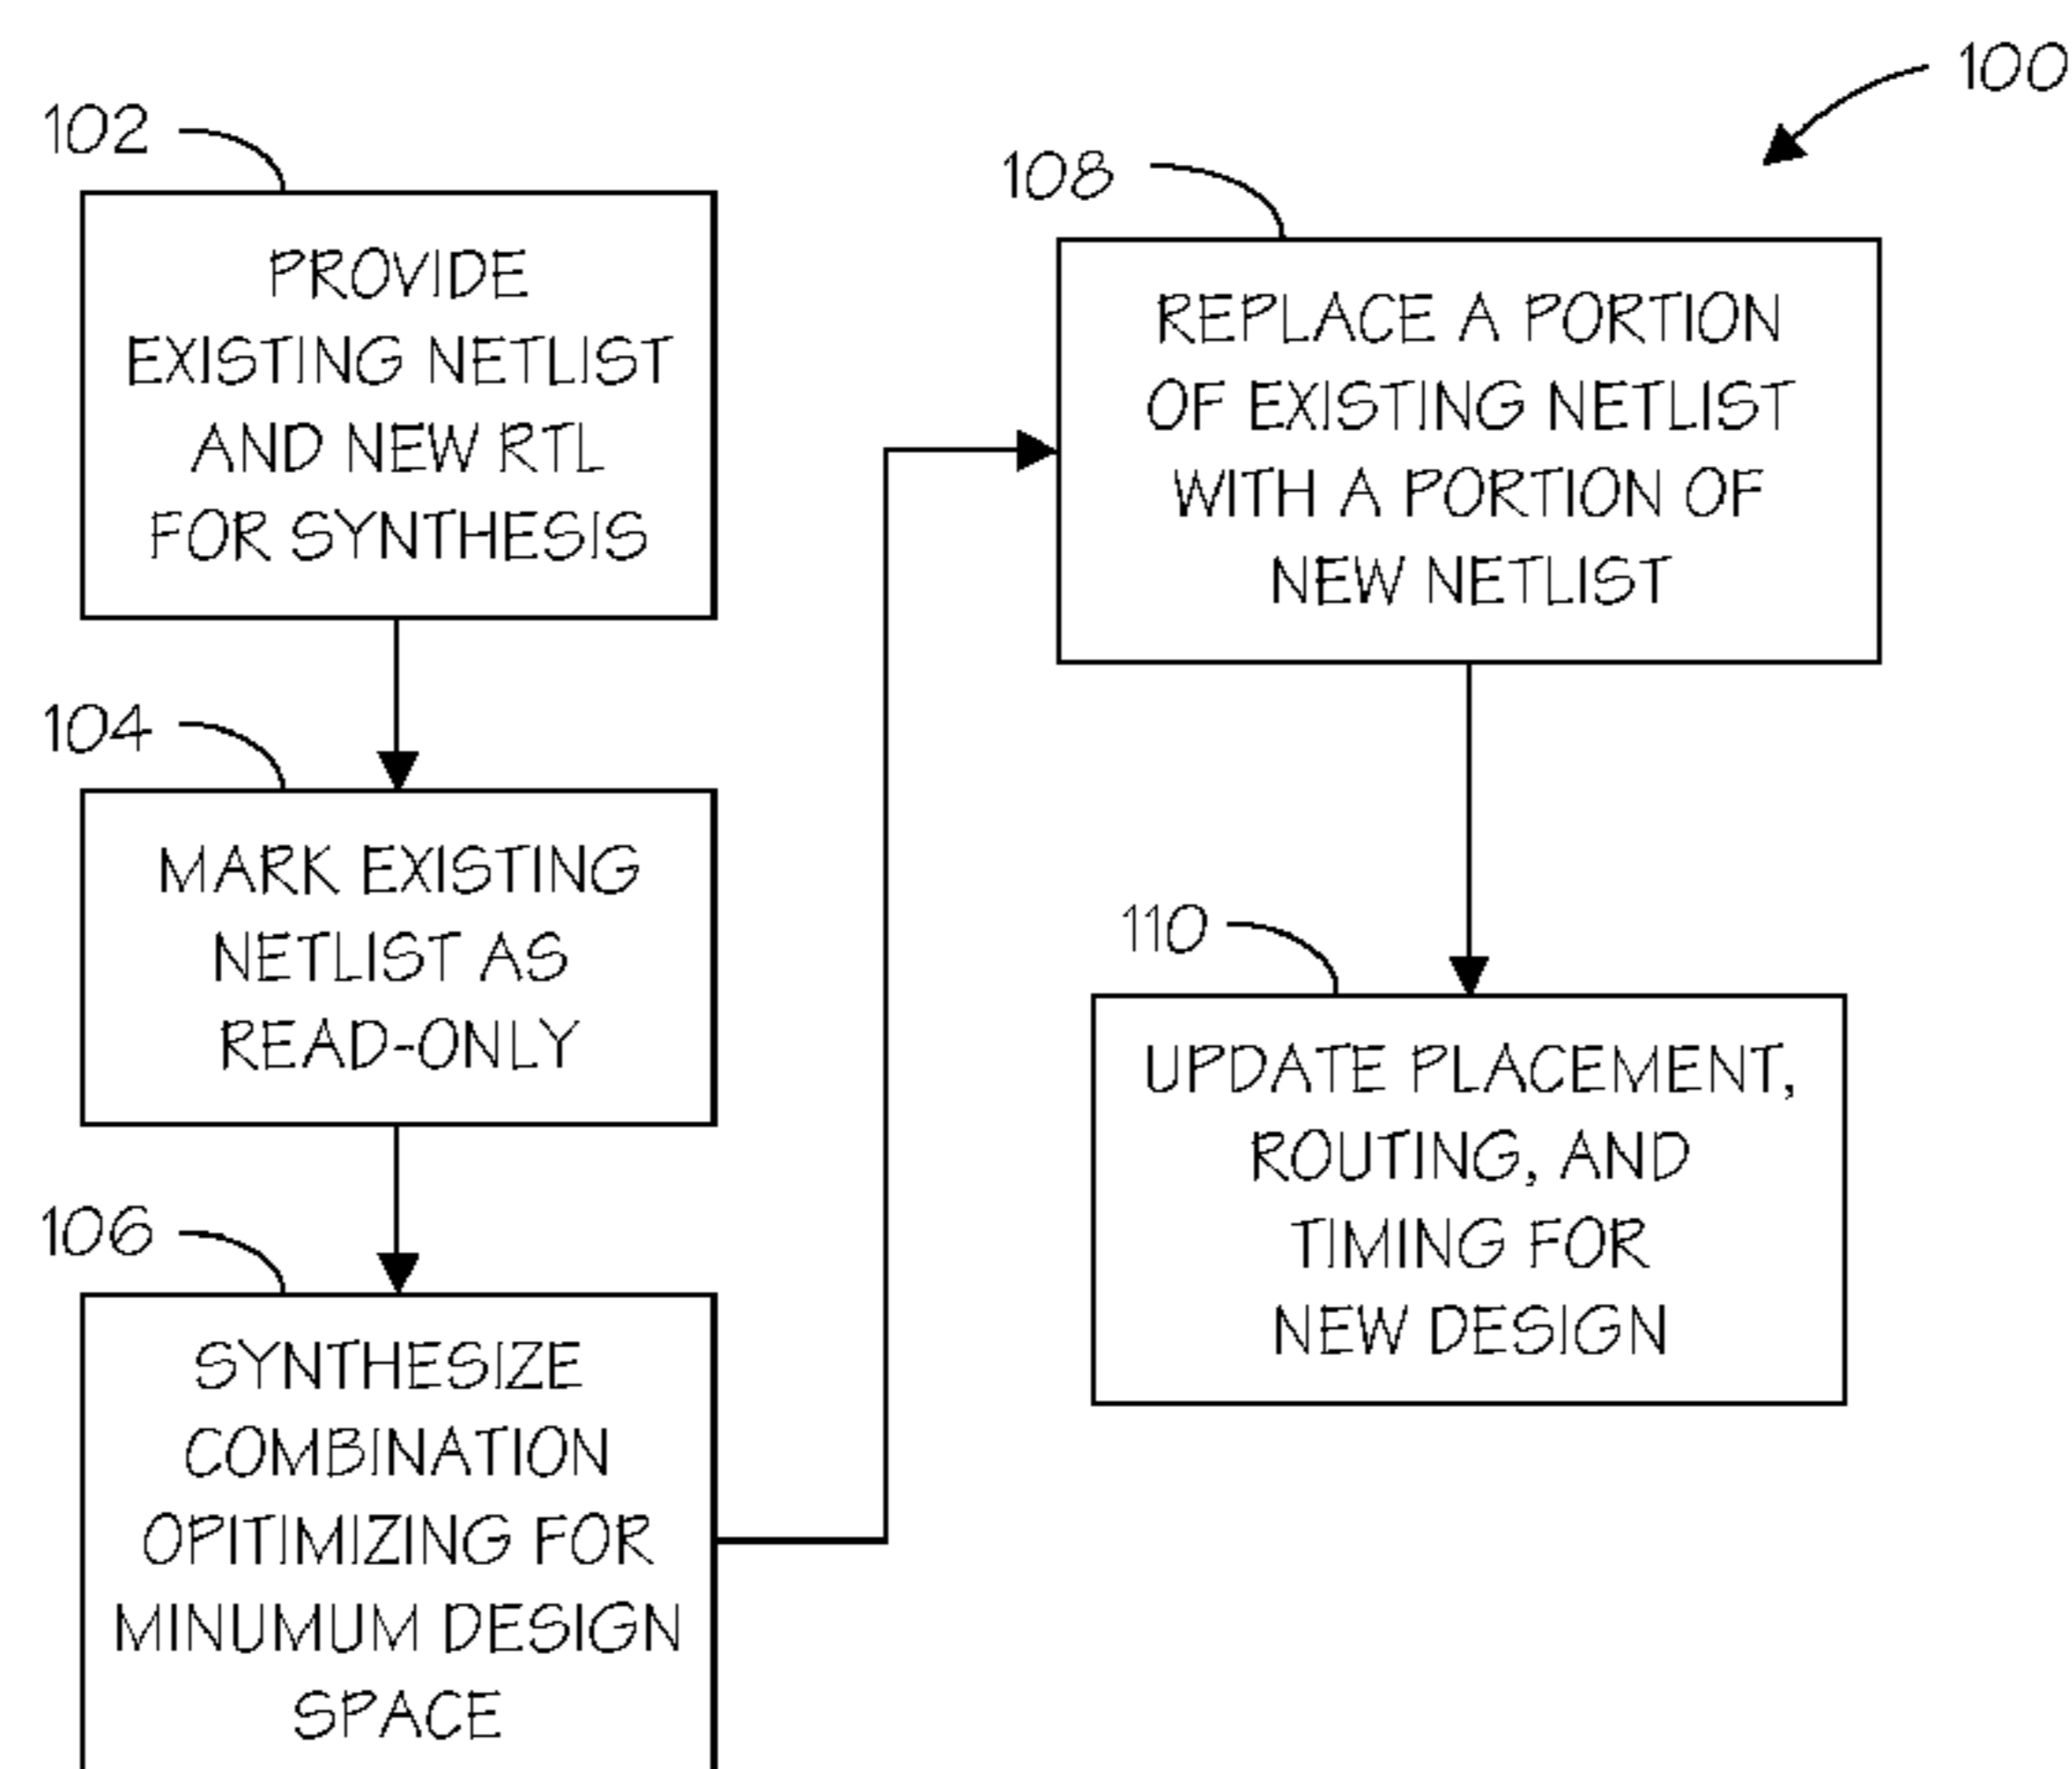 100
102
PROVIDE
EXISTING NETLIST
AND NEW RTL
FOR SYNTHESIS
104
MARK EXISTING
NETLIST AS
READ-ONLY
106
SYNTHESIZE
COMBINATION
OPITIMIZING FOR
MINUMUM DESIGN
SPACE
108
REPLACE A PORTION
OF EXISTING NETLIST
WITH A PORTION OF
NEW NETLIST
110
UPDATE PLACEMENT,
ROUTING, AND
TIMING FOR
NEW DESIGN